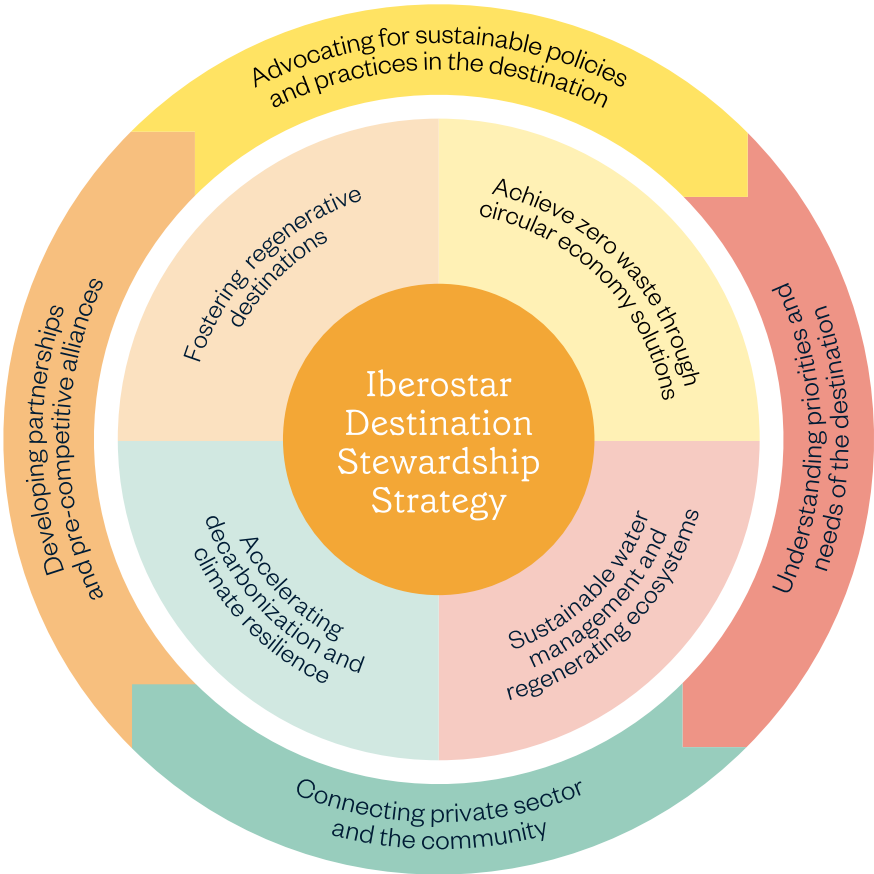 Advocating for sustainable policies
and practices in the destination
Understanding priorities and
needs of the destination
Connecting private sector
and the community
Developing partnerships
and pre-competitive alliances
Fostering regenerative
destinations
Achieve zero waste through
circular economy solutions
Sustainable water
management and
regenerating ecosystems
Accelerating
decarbonization and
climate resilience
Iberostar
Destination
Stewardship
Strategy